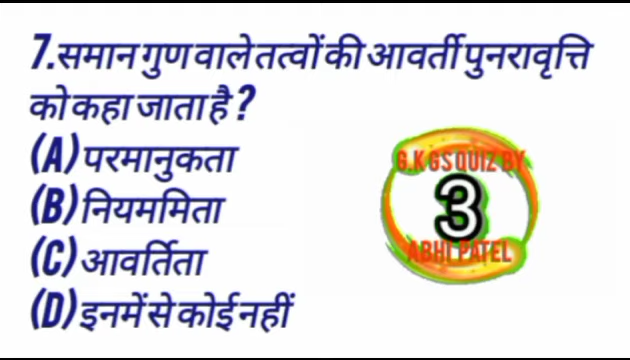 7.समान गुण वाले तत्वों की आवर्ती पुनरावृत्ति
को कहा जाता है ?
(A) परमानुकता
(B) नियममिता
(C) आवर्तिता
(D) इनमें से कोई नहीं
G.K GS QUIZ BY
3
ABHI PATEL